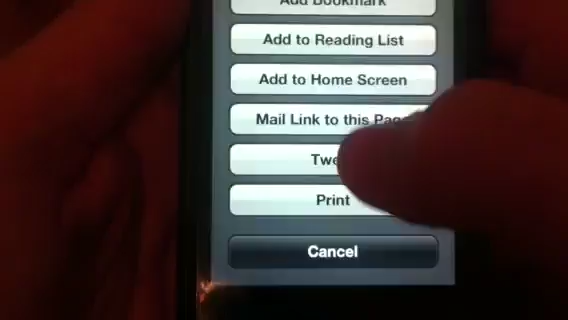 Add Bookmark
Add to Reading List
Add to Home Screen
Mail Link to this Page
Twe
Print
Cancel